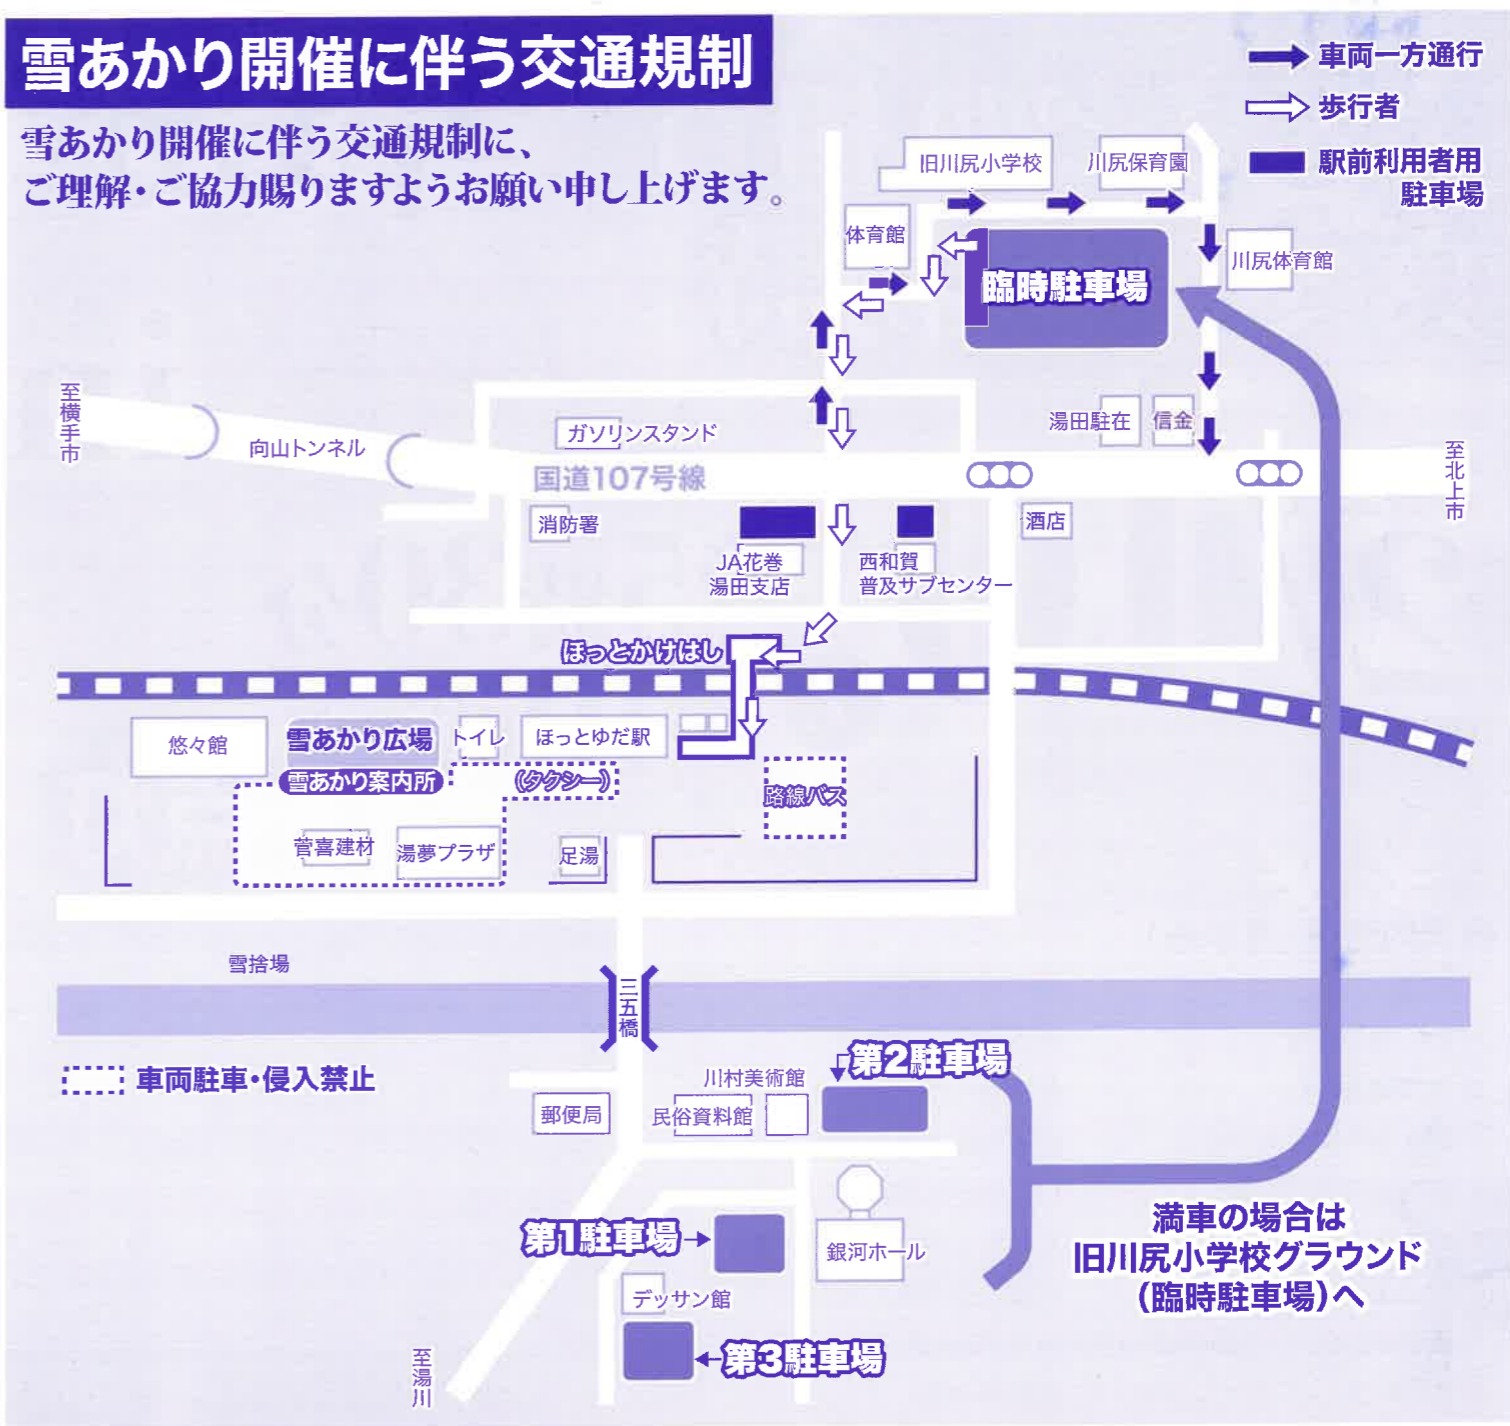 雪あかり開催に伴う交通規制
雪あかり開催に伴う交通規制に、
ご理解・ご協力賜りますようお願い申し上げます。
車両一方通行
歩行者
駅前利用者用
駐車場
旧川尻小学校
川尻保育園
体育館
川尻体育館
臨時駐車場
至横手市
向山トンネル
ガソリンスタンド
国道107号線
湯田駐在
信金
至北上市
消防署
JA花巻
湯田支店
西和賀
普及サブセンター
酒店
ほっとかけはし
悠々館
雪あかり広場
トイレ
ほっとゆだ駅
雪あかり案内所
(タクシー)
路線バス
菅喜建材
湯夢プラザ
足湯
雪捨場
三五橋
車両駐車・侵入禁止
第2駐車場
川村美術館
郵便局
民俗資料館
第1駐車場
銀河ホール
デッサン館
第3駐車場
至湯川
満車の場合は
旧川尻小学校グラウンド
(臨時駐車場)へ